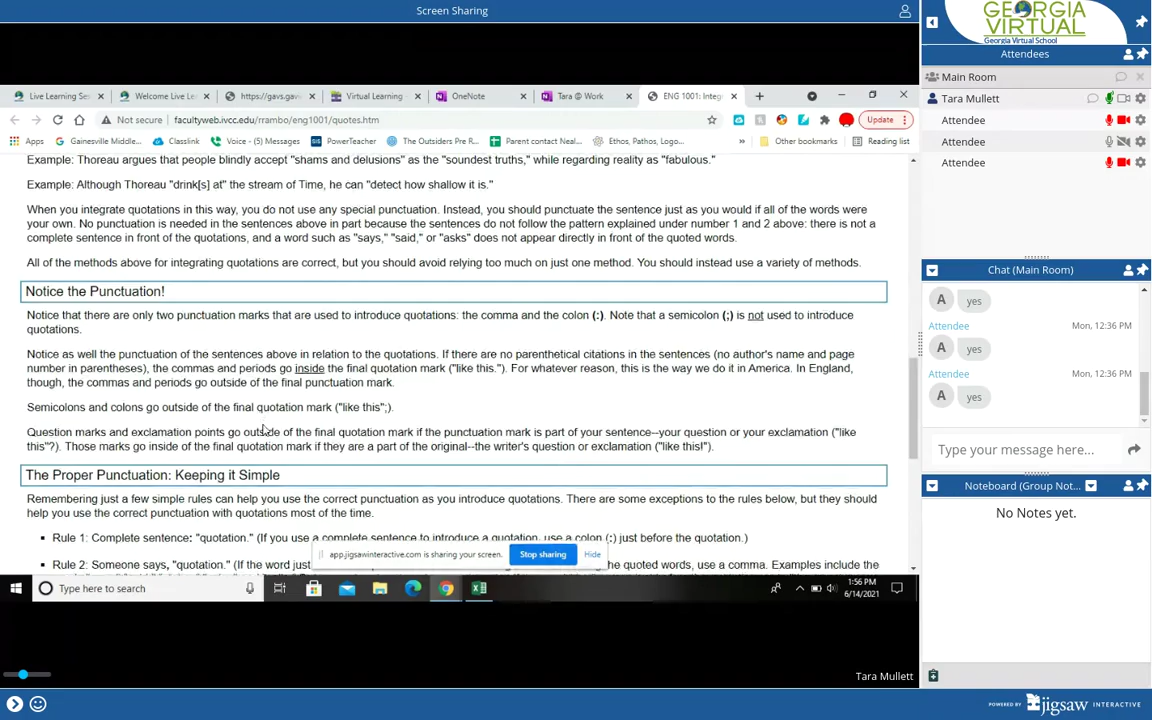 Screen Sharing
GEORGIA
VIRTUAL
Georgia Virtual School
Attendees
Main Room
Tara Mullett
Attendee
Attendee
Attendee
Live Learning Ses
Welcome Live Le
https://gavs.gav
Virtual Learning
OneNote
Tara @ Work
ENG 1001: Integ
Not secure
facultyweb.ivcc.edu/rrambo/eng1001/quotes.htm
Update
Apps
Gainesville Middle...
Classlink
Voice - (5) Messages
PowerTeacher
The Outsiders Pre R...
Parent contact Neal...
Ethos, Pathos, Logo...
»
Other bookmarks
Reading list
Example: Thoreau argues that people blindly accept "shams and delusions" as the "soundest truths," while regarding reality as "fabulous."
Example: Although Thoreau "drink[s] at" the stream of Time, he can "detect how shallow it is."
When you integrate quotations in this way, you do not use any special punctuation. Instead, you should punctuate the sentence just as you would if all of the words were
your own. No punctuation is needed in the sentences above in part because the sentences do not follow the pattern explained under number 1 and 2 above: there is not a
complete sentence in front of the quotations, and a word such as "says," "said," or "asks" does not appear directly in front of the quoted words.
All of the methods above for integrating quotations are correct, but you should avoid relying too much on just one method. You should instead use a variety of methods.
Notice the Punctuation!
Notice that there are only two punctuation marks that are used to introduce quotations: the comma and the colon (:). Note that a semicolon (;) is not used to introduce
quotations.
Notice as well the punctuation of the sentences above in relation to the quotations. If there are no parenthetical citations in the sentences (no author's name and page
number in parentheses), the commas and periods go inside the final quotation mark ("like this."). For whatever reason, this is the way we do it in America. In England,
though, the commas and periods go outside of the final punctuation mark.
Semicolons and colons go outside of the final quotation mark ("like this";).
Question marks and exclamation points go outside of the final quotation mark if the punctuation mark is part of your sentence--your question or your exclamation ("like
this"?). Those marks go inside of the final quotation mark if they are a part of the original--the writer's question or exclamation ("like this!").
The Proper Punctuation: Keeping it Simple
Remembering just a few simple rules can help you use the correct punctuation as you introduce quotations. There are some exceptions to the rules below, but they should
help you use the correct punctuation with quotations most of the time.
Rule 1: Complete sentence: "quotation." (If you use a complete sentence to introduce a quotation, use a colon (:) just before the quotation.)
Rule 2: Someone says, "quotation." (If the word just
the quoted words, use a comma. Examples include the
app.jigsawinteractive.com is sharing your screen.
Stop sharing
Hide
Type here to search
1:56 PM
6/14/2021
Tara Mullett
Chat (Main Room)
A
yes
Attendee
Mon, 12:36 PM
A
yes
Attendee
Mon, 12:36 PM
A
yes
Type your message here...
Noteboard (Group Not...
No Notes yet.
POWERED BY
jigsaw INTERACTIVE